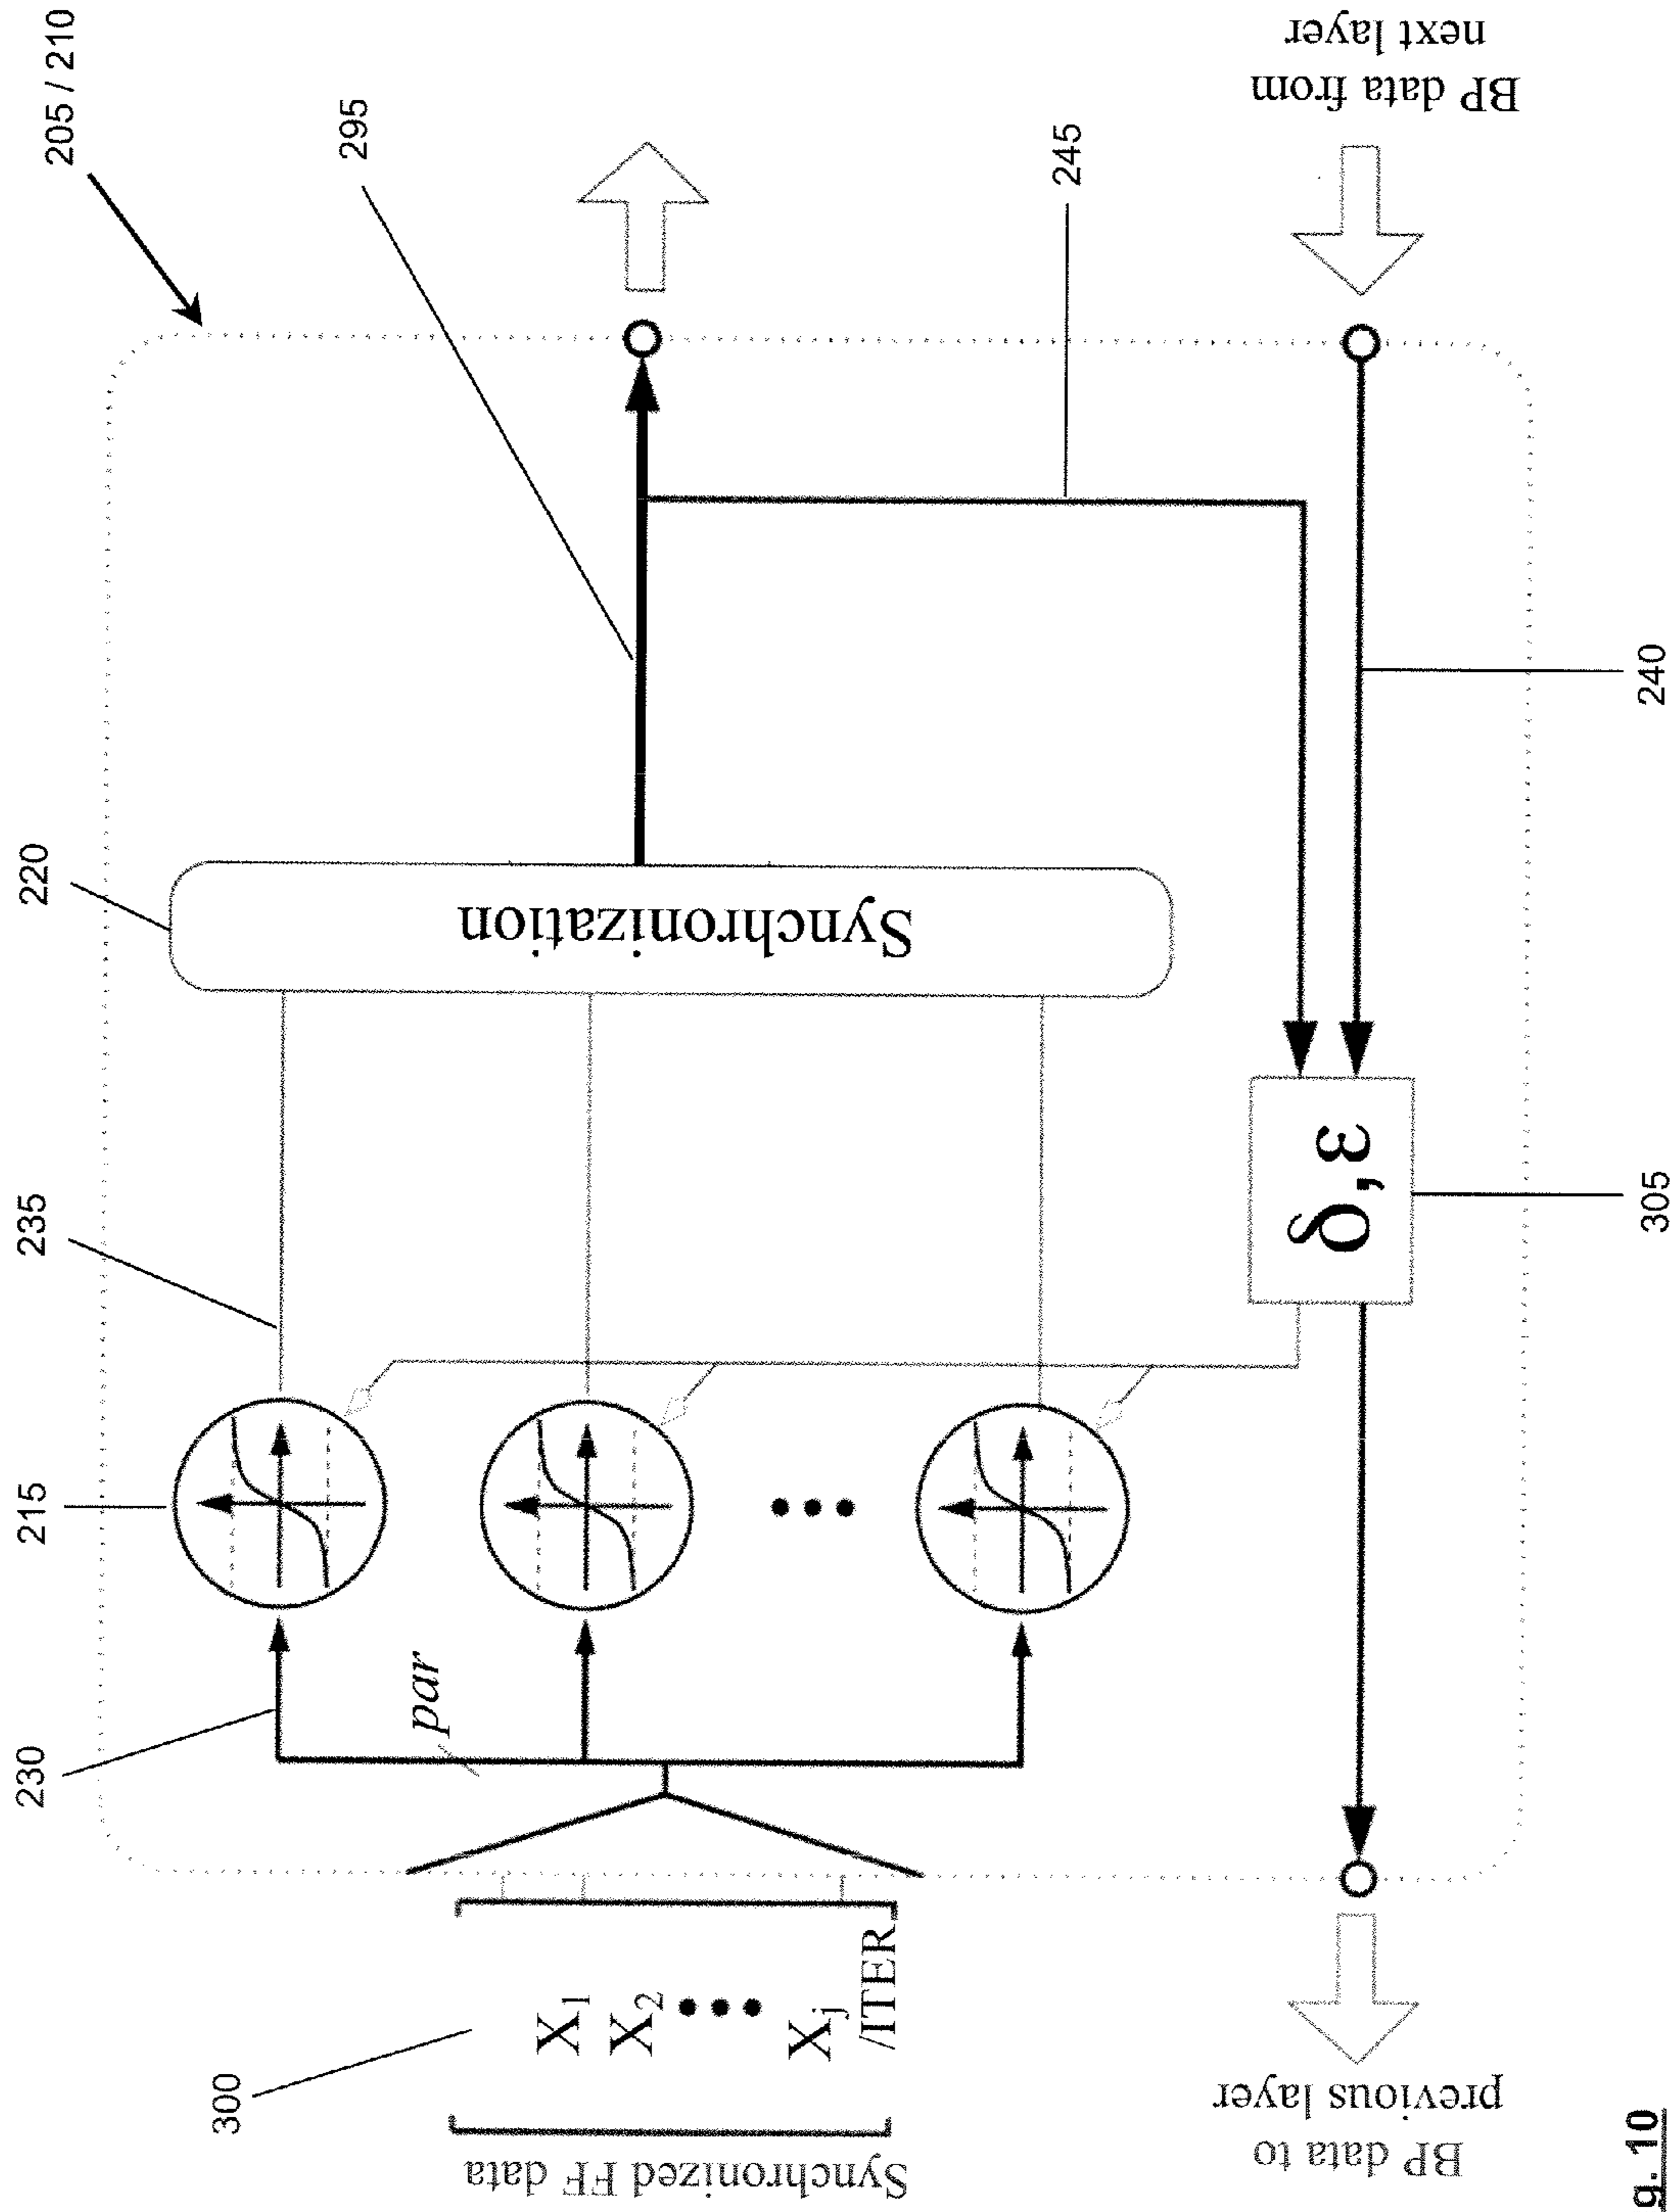 205 / 210
295
220
235
215
230
300
par
245
Synchronization
BP data from
next layer
240
δ,ε
305
Synchronized FF data
X1
X2
Xj
/ITER
BP data to
previous layer
g. 10